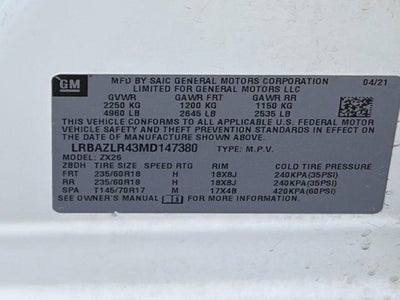 GM
MFD BY SAIC GENERAL MOTORS CORPORATION 04/21
LIMITED FOR GENERAL MOTORS LLC
GVWR GAWR FRT GAWR RR
2250 KG 1200 KG 1150 KG
4960 LB 2645 LB 2535 LB
THIS VEHICLE CONFORMS TO ALL APPLICABLE U.S. FEDERAL MOTOR
VEHICLE SAFETY AND THEFT PREVENTION STANDARDS IN EFFECT ON
THE DATE OF MANUFACTURE SHOWN ABOVE.
LRBAZLR43MD147380 TYPE: M.P.V.
MODEL: ZX26
ZBDH TIRE SIZE SPEED RTG RIM COLD TIRE PRESSURE
FRT 235/60R18 H 18X8J 240KPA(35PSI)
RR 235/60R18 H 18X8J 240KPA(35PSI)
SPA T145/70R17 M 17X4B 420KPA(60PSI)
SEE OWNER'S MANUAL FOR MORE INFORMATION.